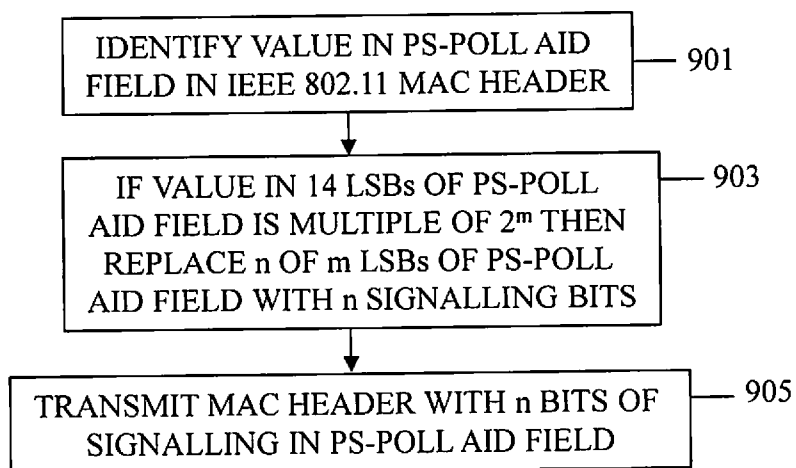 IDENTIFY VALUE IN PS-POLL AID
FIELD IN IEEE 802.11 MAC HEADER
901
IF VALUE IN 14 LSBs OF PS-POLL
AID FIELD IS MULTIPLE OF 2ᵐ THEN
REPLACE n OF m LSBs OF PS-POLL
AID FIELD WITH n SIGNALLING BITS
903
TRANSMIT MAC HEADER WITH n BITS OF
SIGNALLING IN PS-POLL AID FIELD
905